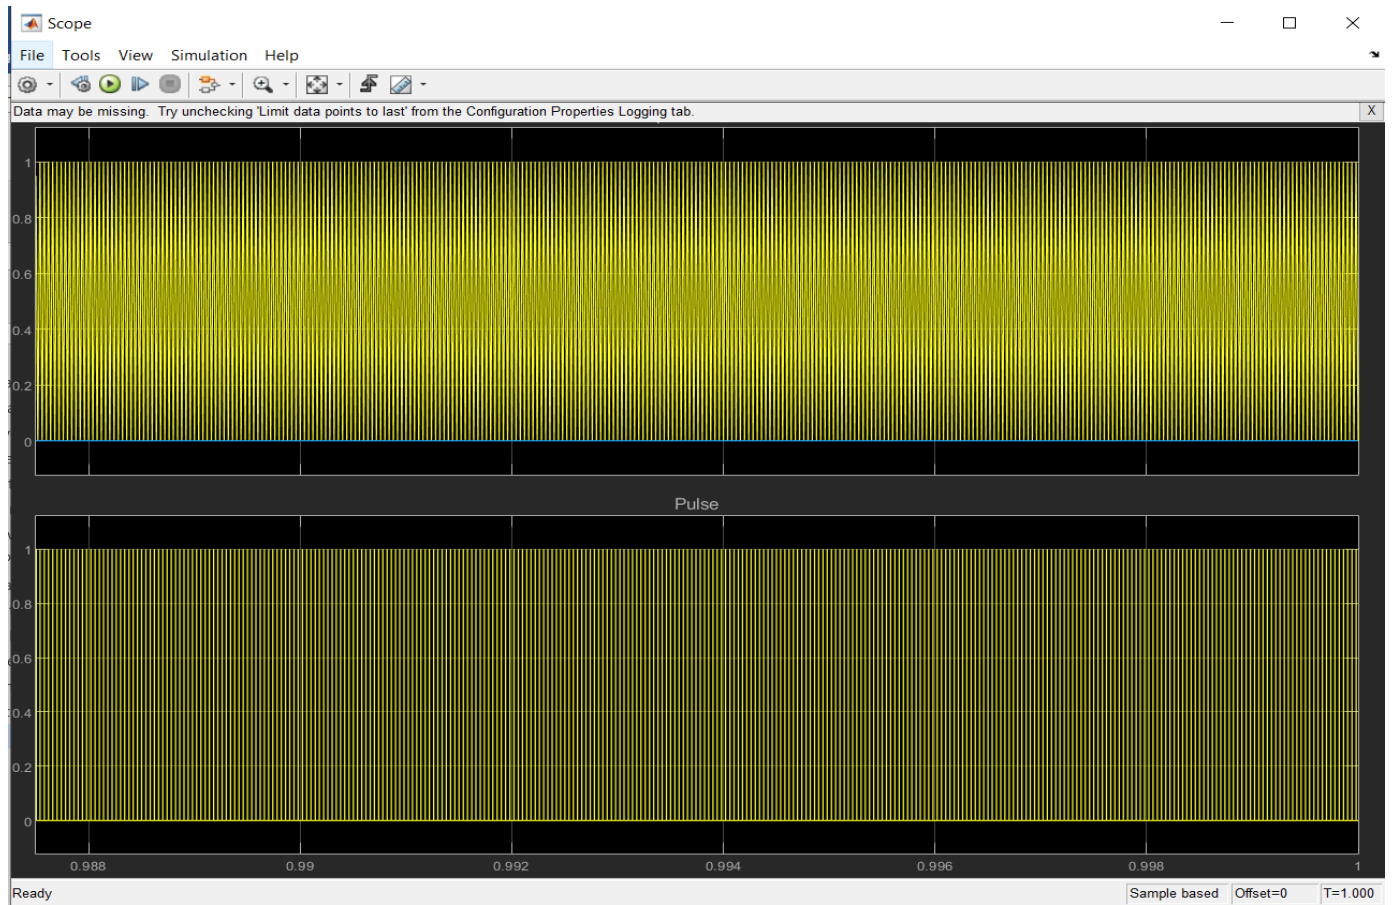 Scope
File Tools View Simulation Help
Data may be missing. Try unchecking 'Limit data points to last' from the Configuration Properties Logging tab.
X
1
0.8
0.6
0.4
0.2
0
Pulse
1
0.8
0.6
0.4
0.2
0
0.988 0.99 0.992 0.994 0.996 0.998 1
Ready
Sample based Offset=0 T=1.000